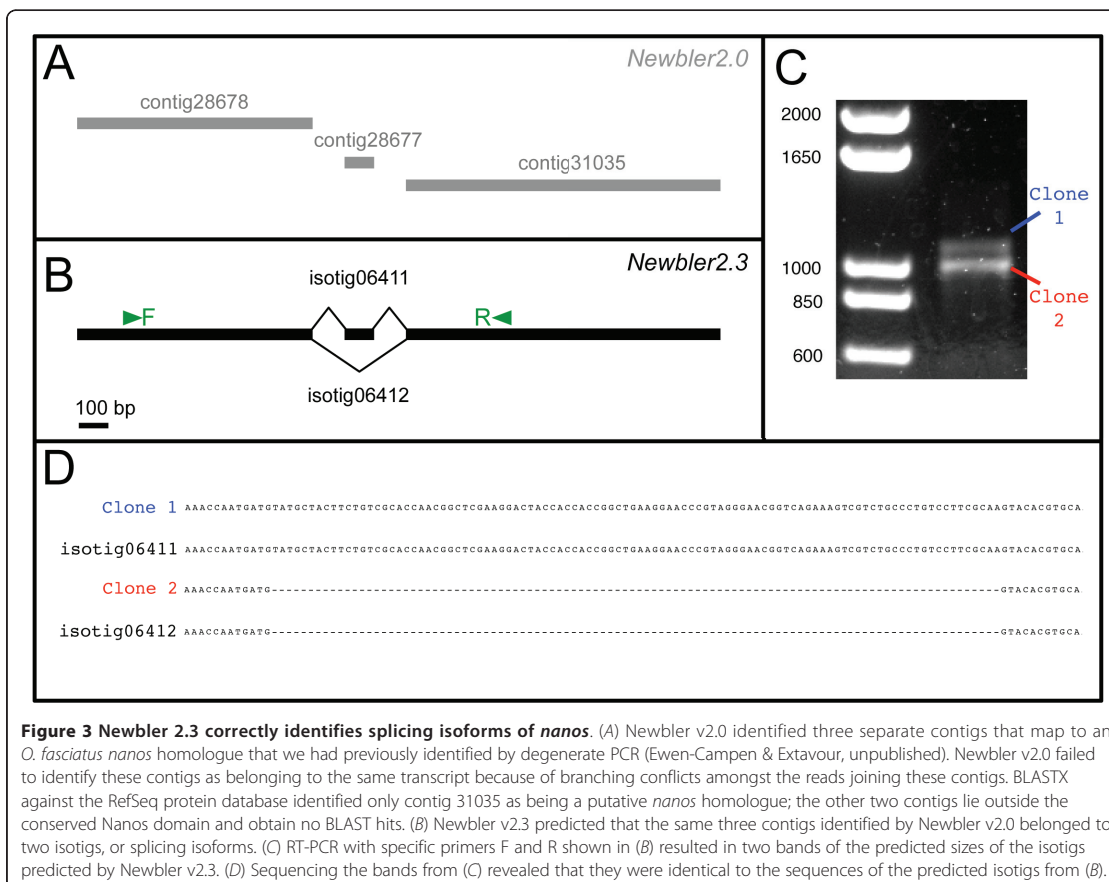 A
Newbler2.0
contig28678
contig28677
contig31035
B
Newbler2.3
isotig06411
F
R
isotig06412
100 bp
C
2000
1650
1000
850
600
Clone
1
Clone
2
D
Clone 1 AAACCAATGATGTATGCTACTTCTGTCGCACCAACGGCTCGAAGGACTACCACCACCGGCTGAAGGAACCCGTAGGGAACGGTCAGAAAGTCGTCTGCCCTGTCCTTCGCAAGTACACGTGCA
isotig06411 AAACCAATGATGTATGCTACTTCTGTCGCACCAACGGCTCGAAGGACTACCACCACCGGCTGAAGGAACCCGTAGGGAACGGTCAGAAAGTCGTCTGCCCTGTCCTTCGCAAGTACACGTGCA
Clone 2 AAACCAATGATG----------------------------------------------------------------------------------------------------GTACACGTGCA
isotig06412 AAACCAATGATG----------------------------------------------------------------------------------------------------GTACACGTGCA
Figure 3 Newbler 2.3 correctly identifies splicing isoforms of nanos. (A) Newbler v2.0 identified three separate contigs that map to an
O. fasciatus nanos homologue that we had previously identified by degenerate PCR (Ewen-Campen & Extavour, unpublished). Newbler v2.0 failed
to identify these contigs as belonging to the same transcript because of branching conflicts amongst the reads joining these contigs. BLASTX
against the RefSeq protein database identified only contig 31035 as being a putative nanos homologue; the other two contigs lie outside the
conserved Nanos domain and obtain no BLAST hits. (B) Newbler v2.3 predicted that the same three contigs identified by Newbler v2.0 belonged to
two isotigs, or splicing isoforms. (C) RT-PCR with specific primers F and R shown in (B) resulted in two bands of the predicted sizes of the isotigs
predicted by Newbler v2.3. (D) Sequencing the bands from (C) revealed that they were identical to the sequences of the predicted isotigs from (B).